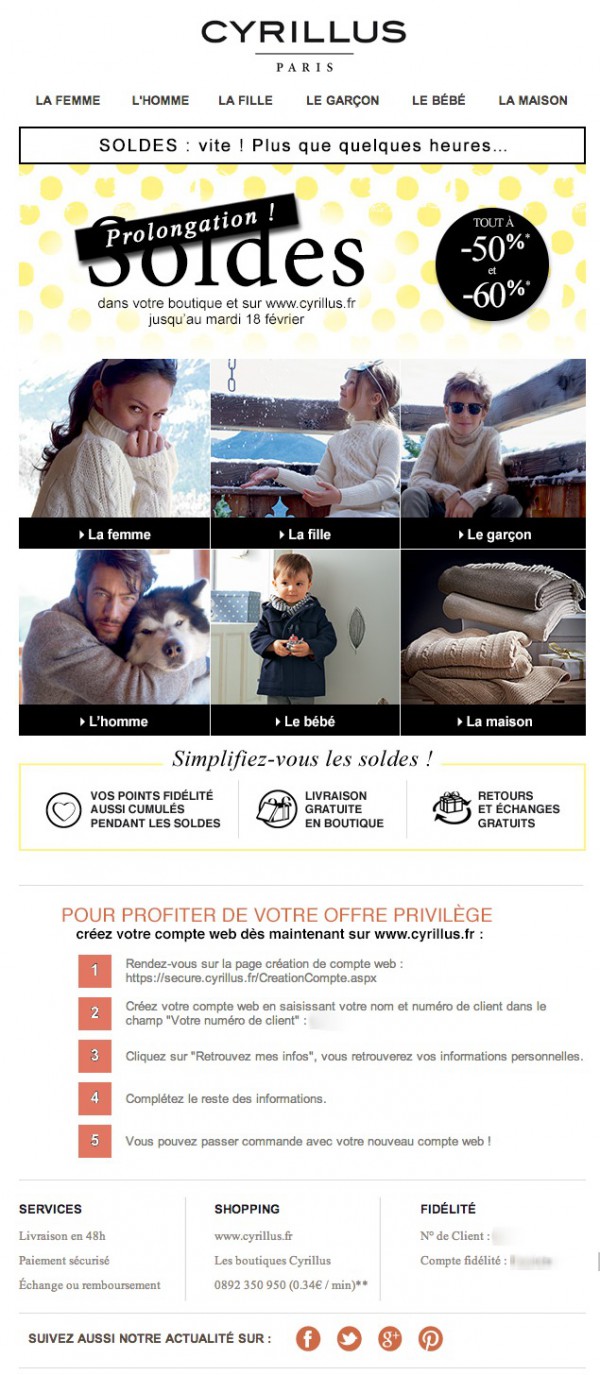 CYRILLUS
PARIS
LA FEMME L'HOMME LA FILLE LE GARÇON LE BÉBÉ LA MAISON
SOLDES : vite ! Plus que quelques heures...
Prolongation !
Soldes
dans votre boutique et sur www.cyrillus.fr
jusqu'au mardi 18 février
TOUT À
-50%*
et
-60%*
La femme
La fille
Le garçon
L'homme
Le bébé
La maison
Simplifiez-vous les soldes !
VOS POINTS FIDÉLITÉ
AUSSI CUMULÉS
PENDANT LES SOLDES
LIVRAISON
GRATUITE
EN BOUTIQUE
RETOURS
ET ÉCHANGES
GRATUITS
POUR PROFITER DE VOTRE OFFRE PRIVILÈGE
créez votre compte web dès maintenant sur www.cyrillus.fr :
1 Rendez-vous sur la page création de compte web :
https://secure.cyrillus.fr/CreationCompte.aspx
2 Créez votre compte web en saisissant votre nom et numéro de client dans le
champ "Votre numéro de client" :
3 Cliquez sur "Retrouvez mes infos", vous retrouverez vos informations personnelles.
4 Complétez le reste des informations.
5 Vous pouvez passer commande avec votre nouveau compte web !
SERVICES
Livraison en 48h
Paiement sécurisé
Échange ou remboursement
SHOPPING
www.cyrillus.fr
Les boutiques Cyrillus
0892 350 950 (0.34€ / min)**
FIDÉLITÉ
N° de Client :
Compte fidélité :
SUIVEZ AUSSI NOTRE ACTUALITÉ SUR :